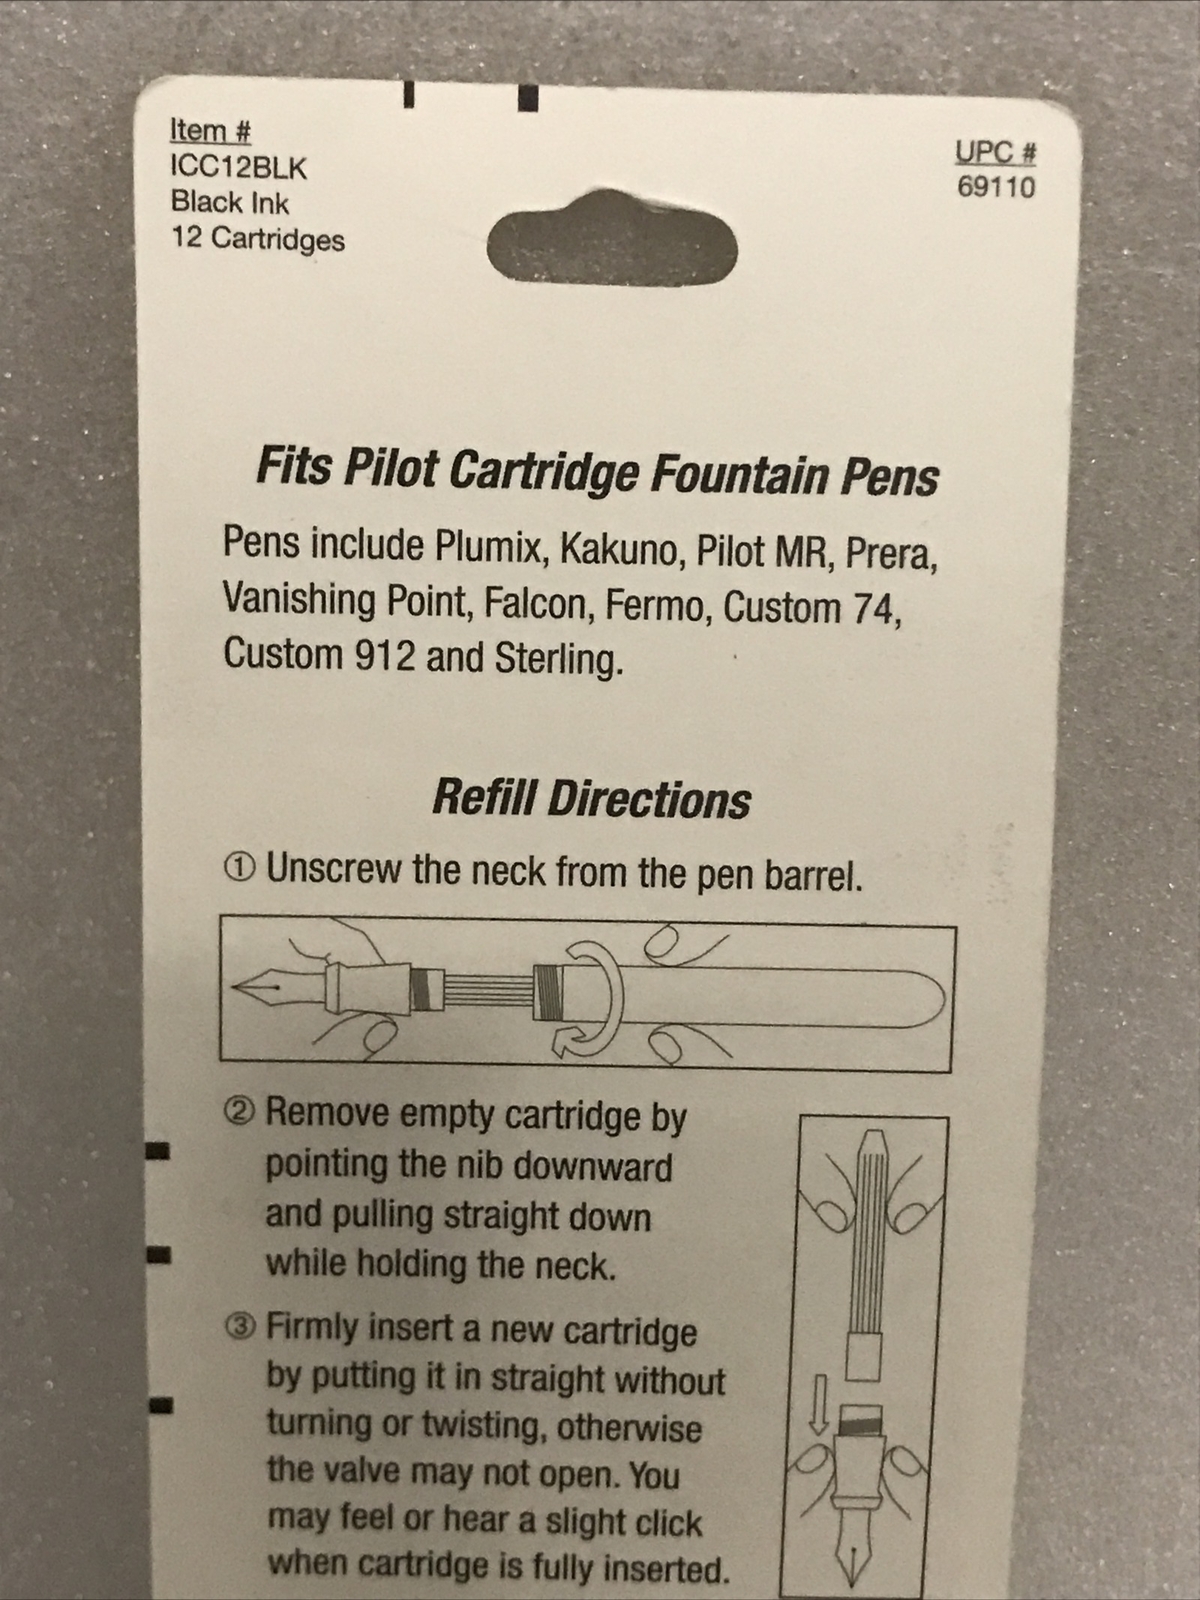 Item #
ICC12BLK
Black Ink
12 Cartridges
UPC #
69110
Fits Pilot Cartridge Fountain Pens
Pens include Plumix, Kakuno, Pilot MR, Prera,
Vanishing Point, Falcon, Fermo, Custom 74,
Custom 912 and Sterling.
Refill Directions
① Unscrew the neck from the pen barrel.
② Remove empty cartridge by
pointing the nib downward
and pulling straight down
while holding the neck.
③ Firmly insert a new cartridge
by putting it in straight without
turning or twisting, otherwise
the valve may not open. You
may feel or hear a slight click
when cartridge is fully inserted.